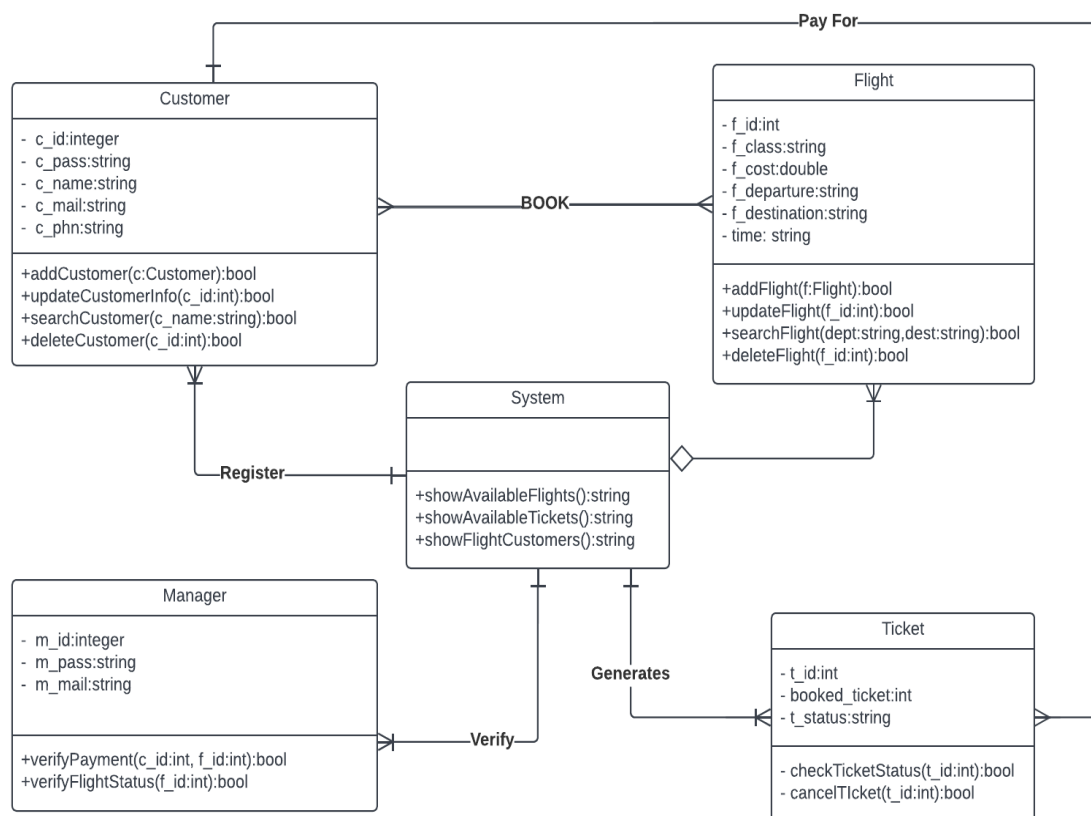 Pay For
Customer
- c_id:integer
- c_pass:string
- c_name:string
- c_mail:string
- c_phn:string
+addCustomer(c:Customer):bool
+updateCustomerInfo(c_id:int):bool
+searchCustomer(c_name:string):bool
+deleteCustomer(c_id:int):bool
BOOK
Flight
- f_id:int
- f_class:string
- f_cost:double
- f_departure:string
- f_destination:string
- time: string
+addFlight(f:Flight):bool
+updateFlight(f_id:int):bool
+searchFlight(dept:string,dest:string):bool
+deleteFlight(f_id:int):bool
Register
System
+showAvailableFlights():string
+showAvailableTickets():string
+showFlightCustomers():string
Manager
- m_id:integer
- m_pass:string
- m_mail:string
+verifyPayment(c_id:int, f_id:int):bool
+verifyFlightStatus(f_id:int):bool
Verify
Generates
Ticket
- t_id:int
- booked_ticket:int
- t_status:string
- checkTicketStatus(t_id:int):bool
- cancelTIcket(t_id:int):bool